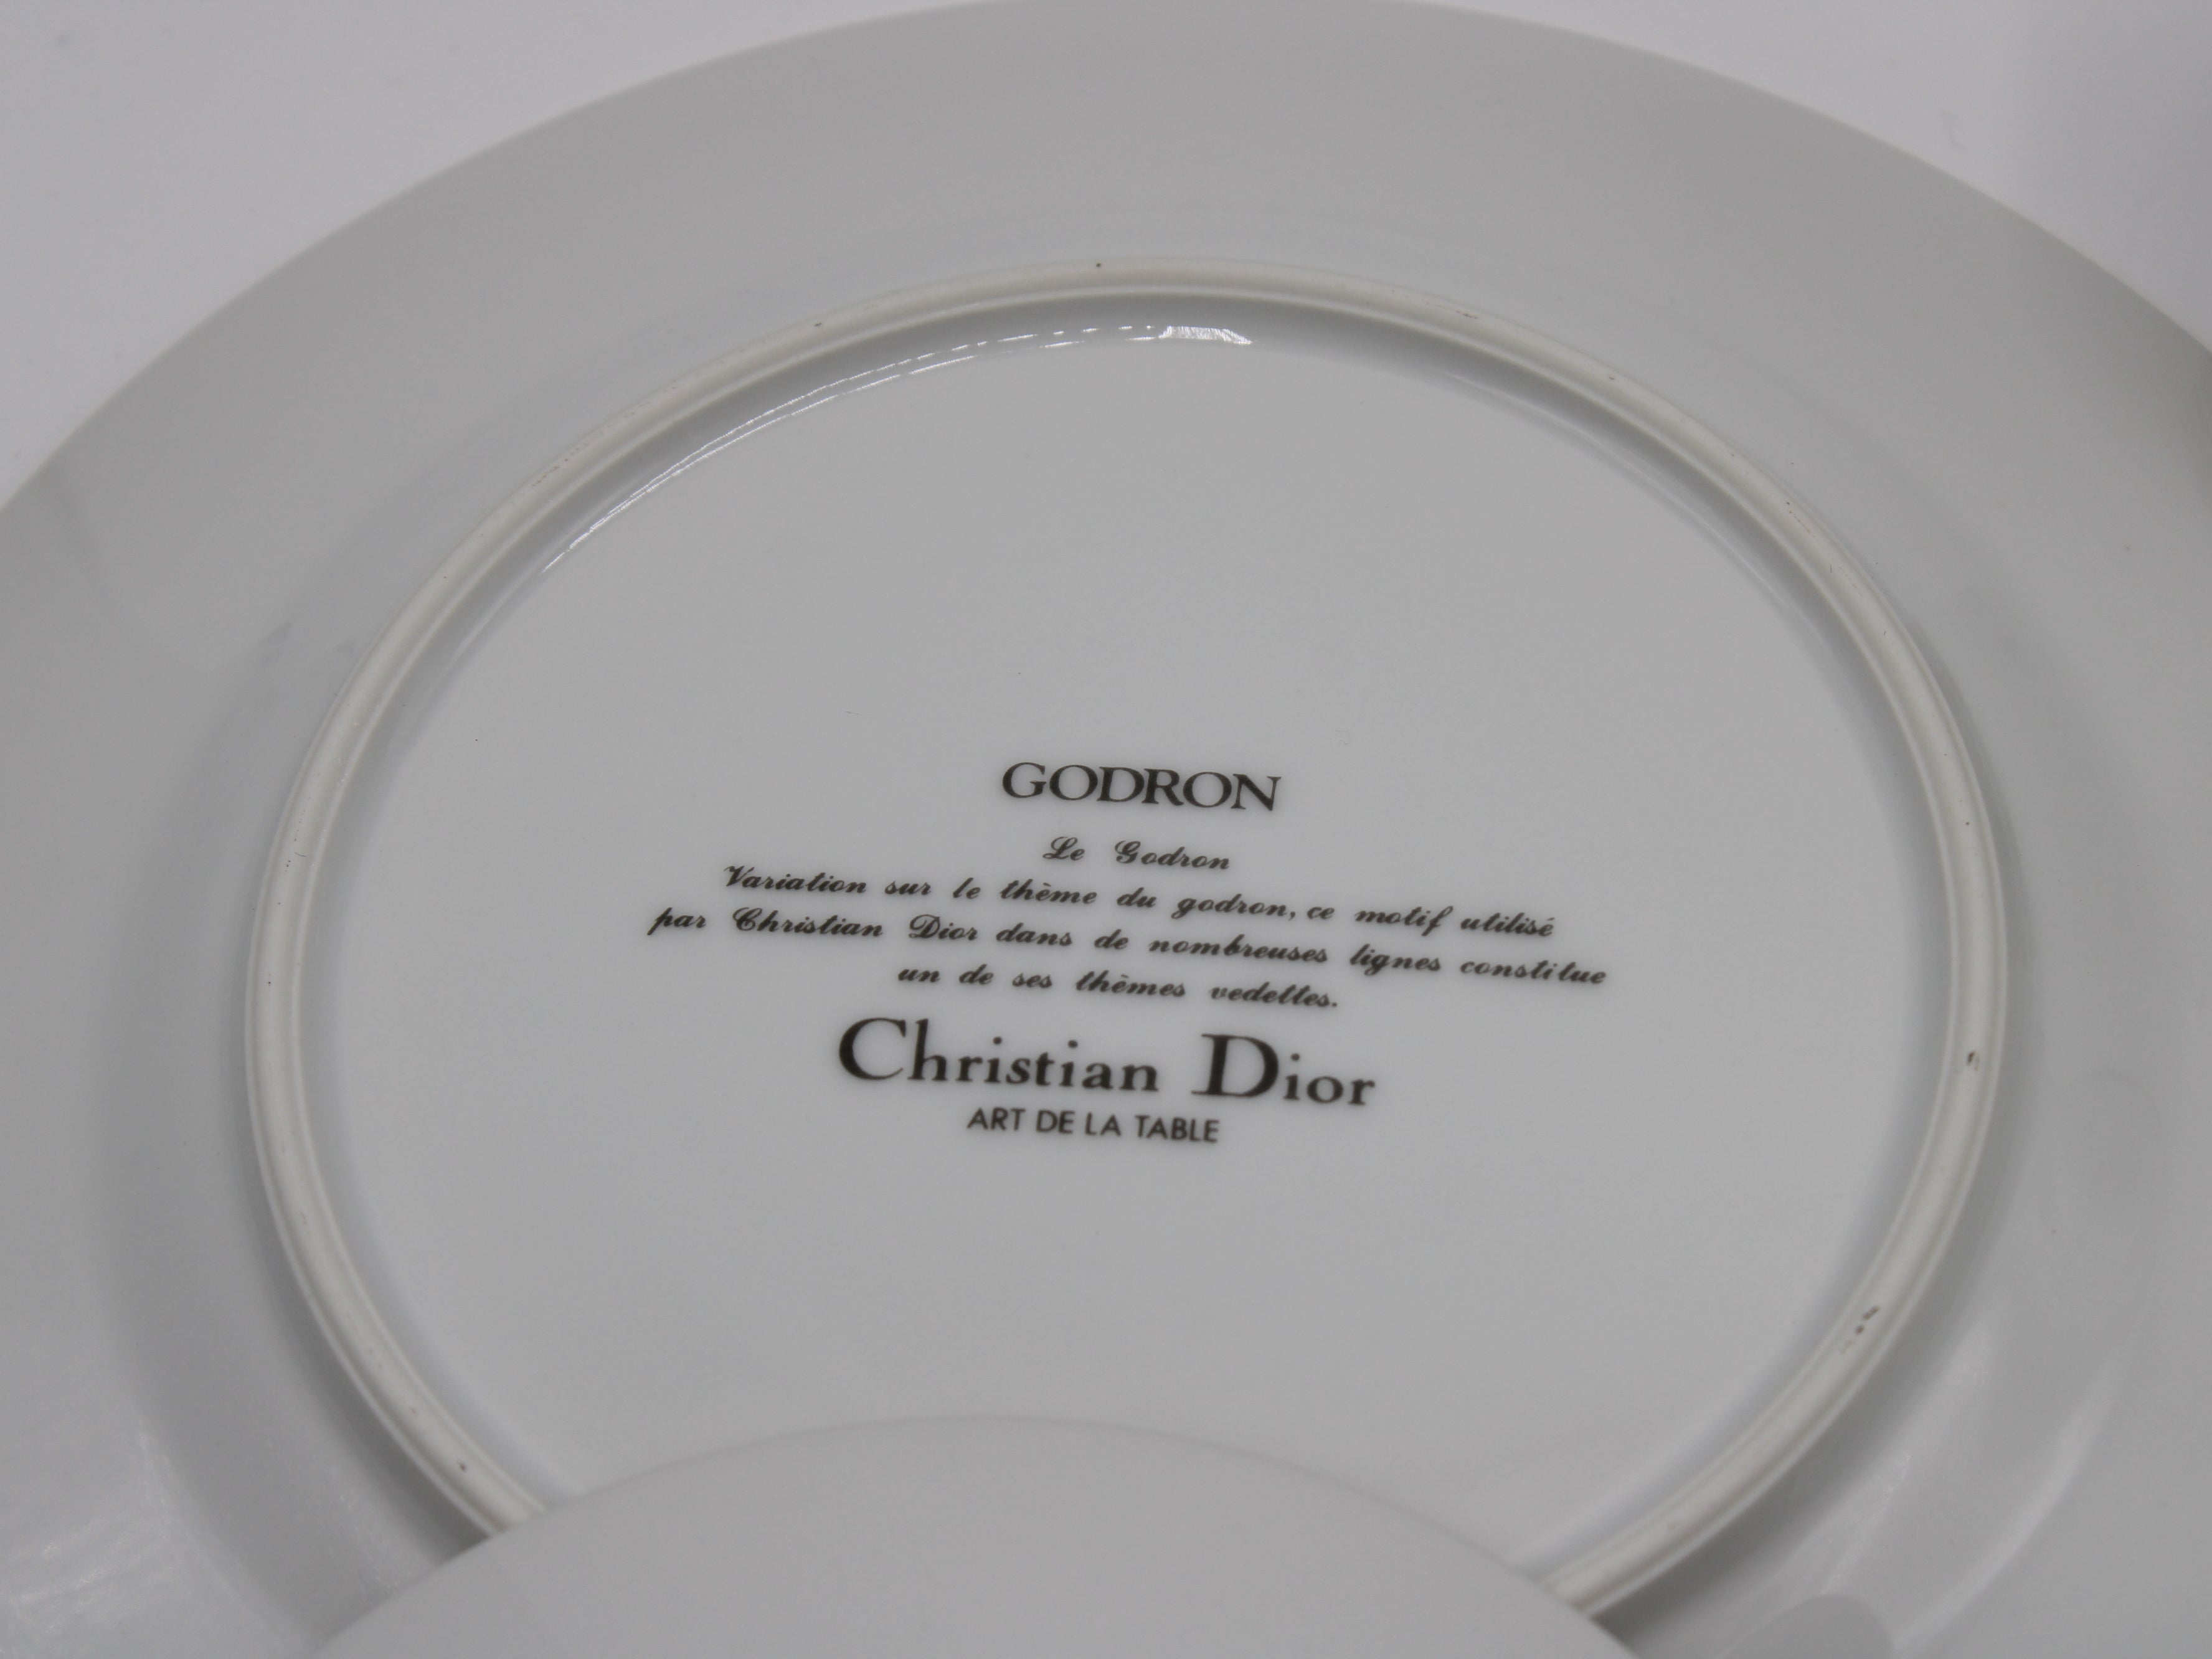 GODRON
Le Godron
Variation sur le thème du godron, ce motif utilisé
par Christian Dior dans de nombreuses lignes constitue
un de ses thèmes vedettes.
Christian Dior
ART DE LA TABLE